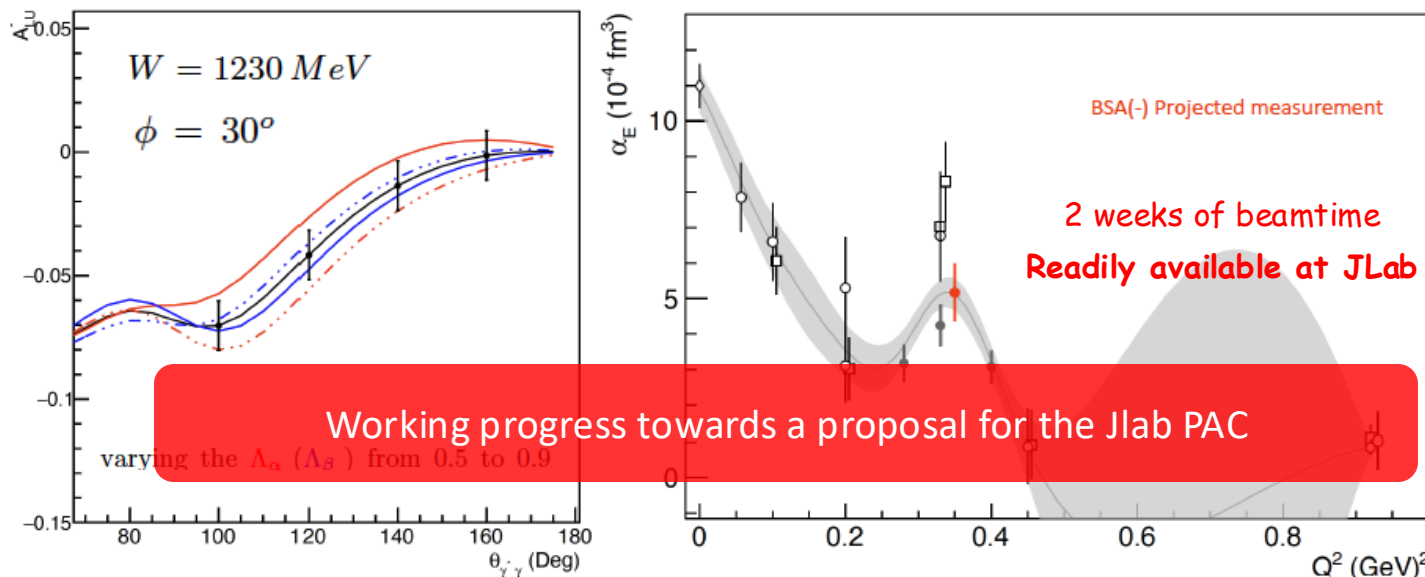 A_LU
0.05
0
−0.05
−0.1
−0.15
W = 1230 MeV
ϕ = 30°
varying the Λα (Λβ ) from 0.5 to 0.9
80 100 120 140 160 180
θγ*γ (Deg)
α_E (10⁻⁴ fm³)
10
5
0
BSA(-) Projected measurement
2 weeks of beamtime
Readily available at JLab
Working progress towards a proposal for the Jlab PAC
0 0.2 0.4 0.6 0.8
Q² (GeV)²